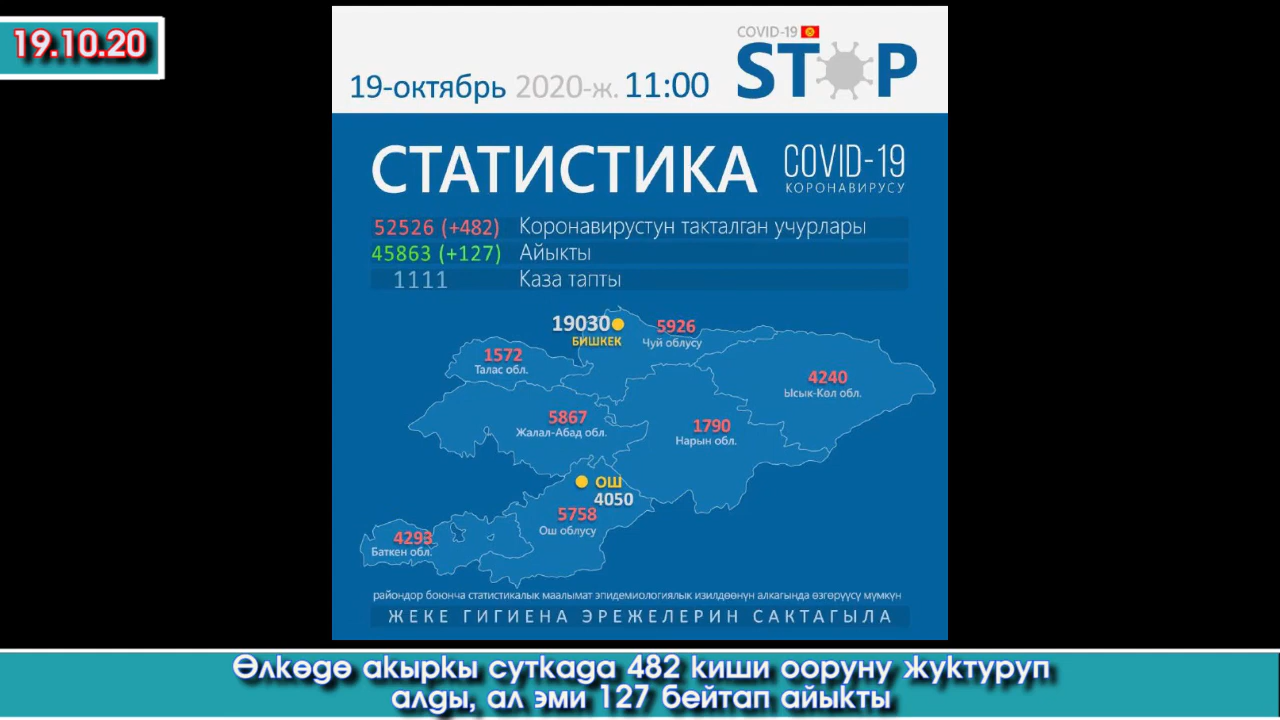 19.10.20
COVID-19
STOP
19-октябрь 2020-ж. 11:00
СТАТИСТИКА
COVID-19
КОРОНАВИРУСУ
52526 (+482) Коронавирустун такталган учурлары
45863 (+127) Айыкты
1111 Каза тапты
19030
БИШКЕК
5926
Чуй облусу
1572
Талас обл.
4240
Ысык-Көл обл.
5867
Жалал-Абад обл.
1790
Нарын обл.
ОШ
4050
5758
Ош облусу
4293
Баткен обл.
райондор боюнча статистикалык маалымат эпидемиологиялык изилдөөнүн алкагында өзгөрүүсү мүмкүн
ЖЕКЕ ГИГИЕНА ЭРЕЖЕЛЕРИН САКТАГЫЛА
Өлкөдө акыркы суткада 482 киши ооруну жуктуруп
алды, ал эми 127 бейтап айыкты